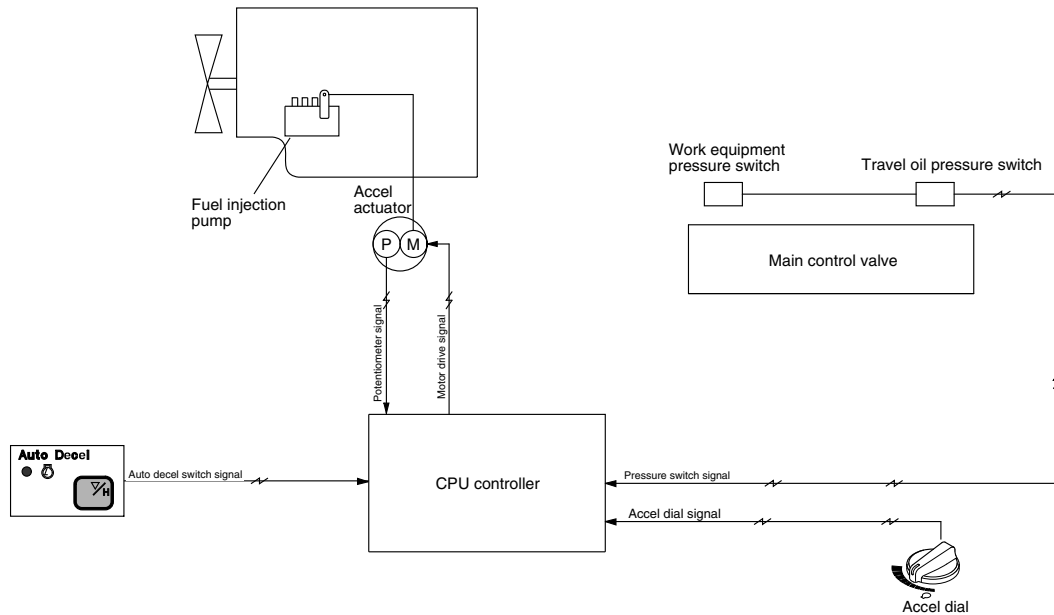 Work equipment
pressure switch
Travel oil pressure switch
Fuel injection
pump
Accel
actuator
P
M
Main control valve
Potentiometer signal
Motor drive signal
Auto Decel
H
Auto decel switch signal
CPU controller
Pressure switch signal
Accel dial signal
Accel dial